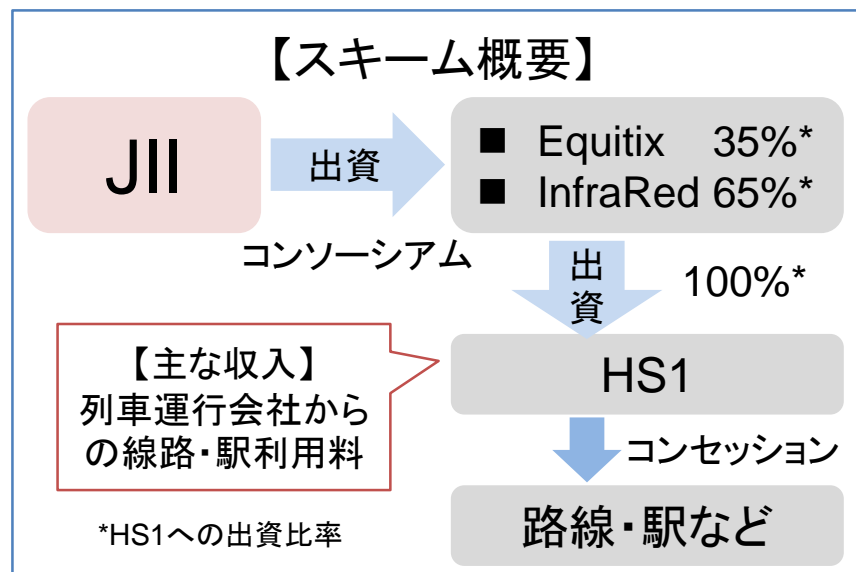 【スキーム概要】
JII
出資
■ Equitix 35%*
■ InfraRed 65%*
コンソーシアム
出資
100%*
【主な収入】
列車運行会社から
の線路・駅利用料
HS1
コンセッション
路線・駅など
*HS1への出資比率